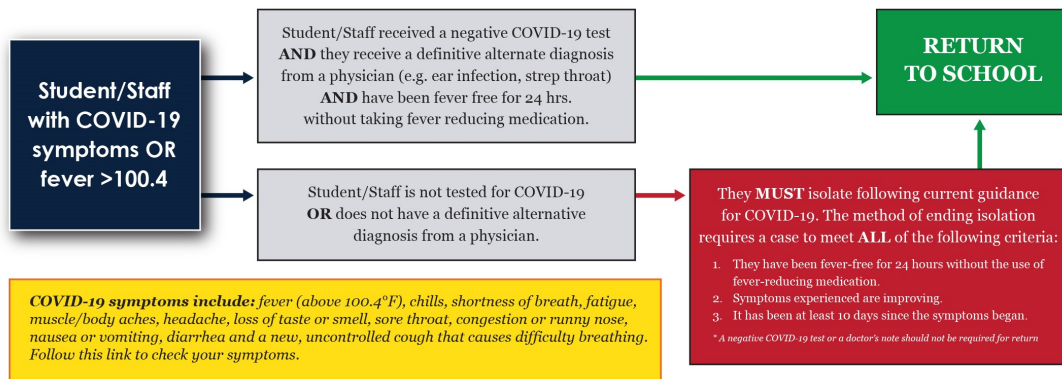 Student/Staff
with COVID-19
symptoms OR
fever >100.4
Student/Staff received a negative COVID-19 test
AND they receive a definitive alternate diagnosis
from a physician (e.g. ear infection, strep throat)
AND have been fever free for 24 hrs.
without taking fever reducing medication.
RETURN
TO SCHOOL
Student/Staff is not tested for COVID-19
OR does not have a definitive alternative
diagnosis from a physician.
They MUST isolate following current guidance
for COVID-19. The method of ending isolation
requires a case to meet ALL of the following criteria:
1. They have been fever-free for 24 hours without the use of
fever-reducing medication.
2. Symptoms experienced are improving.
3. It has been at least 10 days since the symptoms began.
* A negative COVID-19 test or a doctor's note should not be required for return
COVID-19 symptoms include: fever (above 100.4°F), chills, shortness of breath, fatigue,
muscle/body aches, headache, loss of taste or smell, sore throat, congestion or runny nose,
nausea or vomiting, diarrhea and a new, uncontrolled cough that causes difficulty breathing.
Follow this link to check your symptoms.